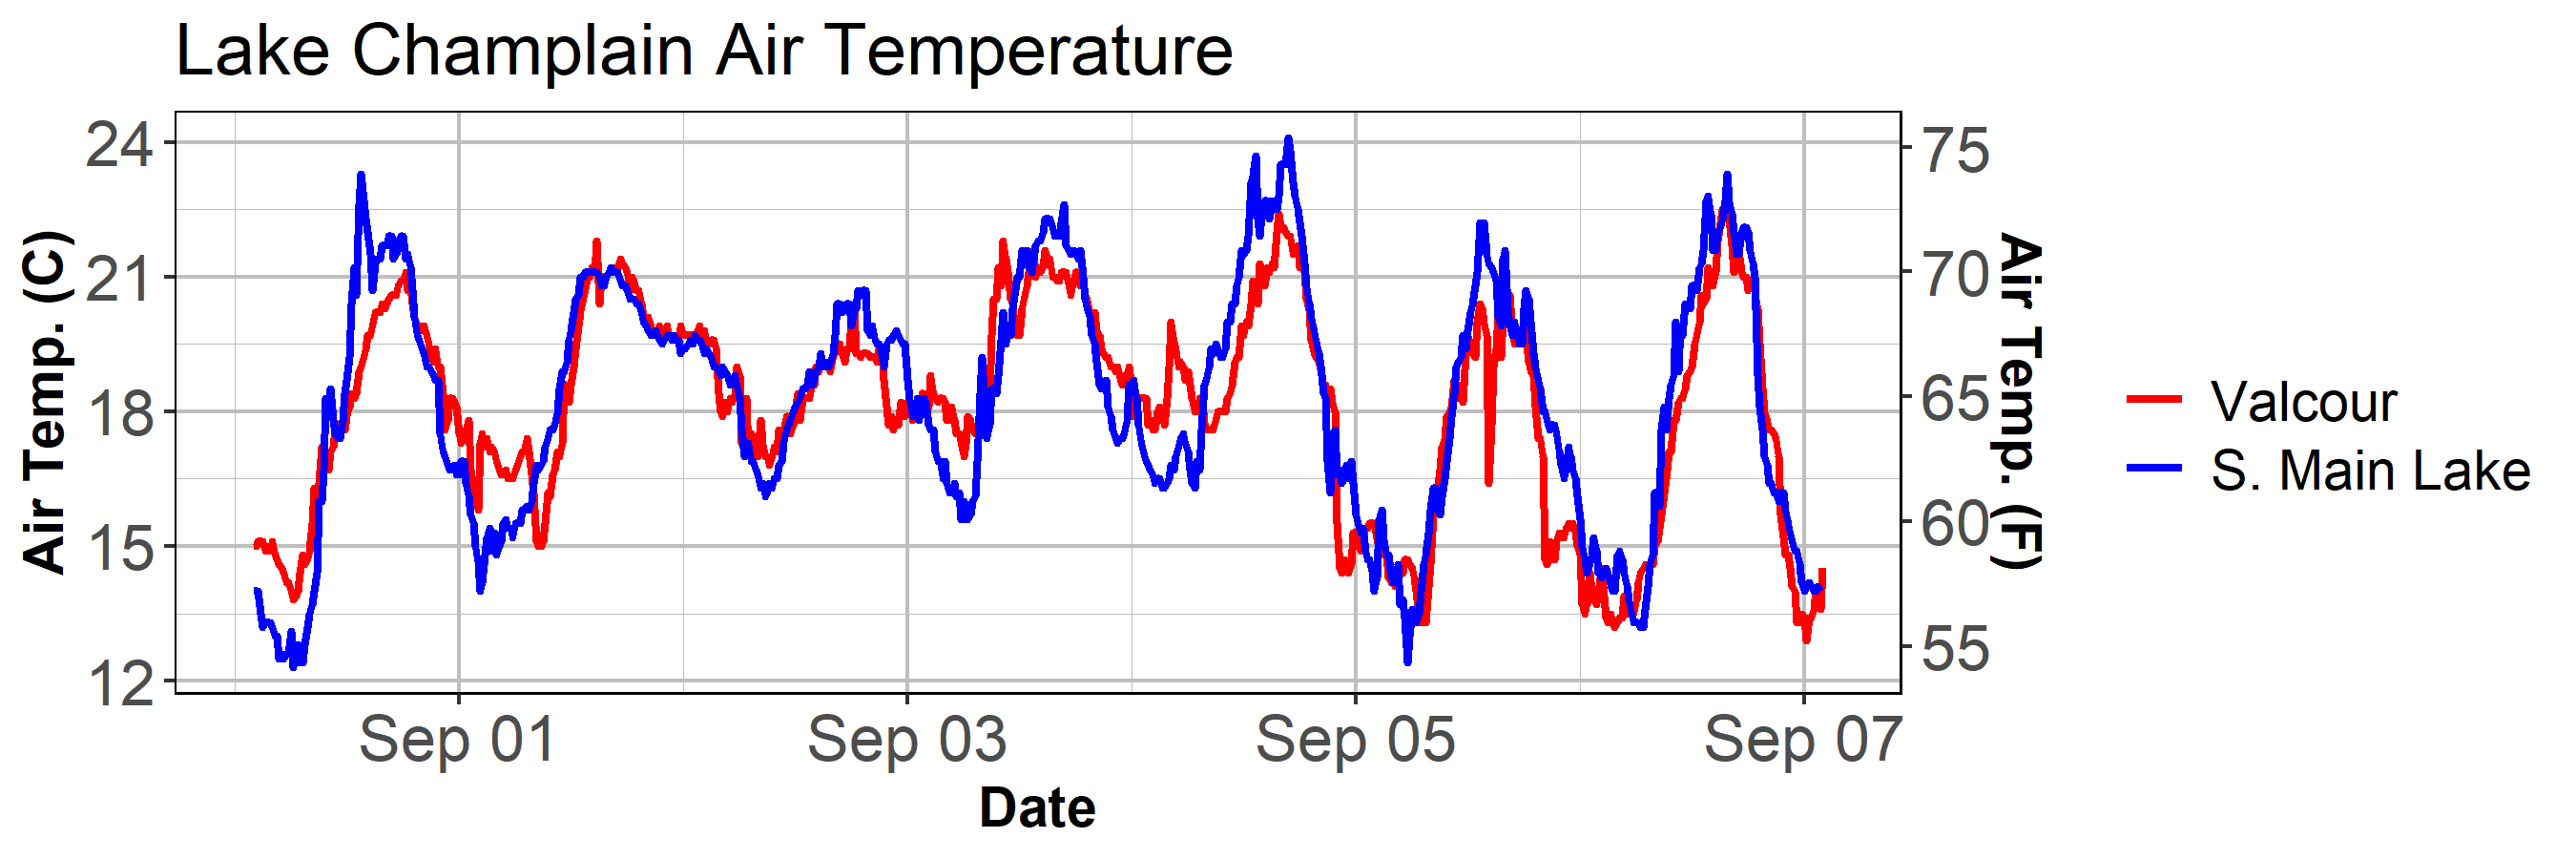 Lake Champlain Air Temperature
Air Temp. (C)
24
21
18
15
12
75
70
65
60
55
Air Temp. (F)
Sep 01
Sep 03
Sep 05
Sep 07
Date
Valcour
S. Main Lake